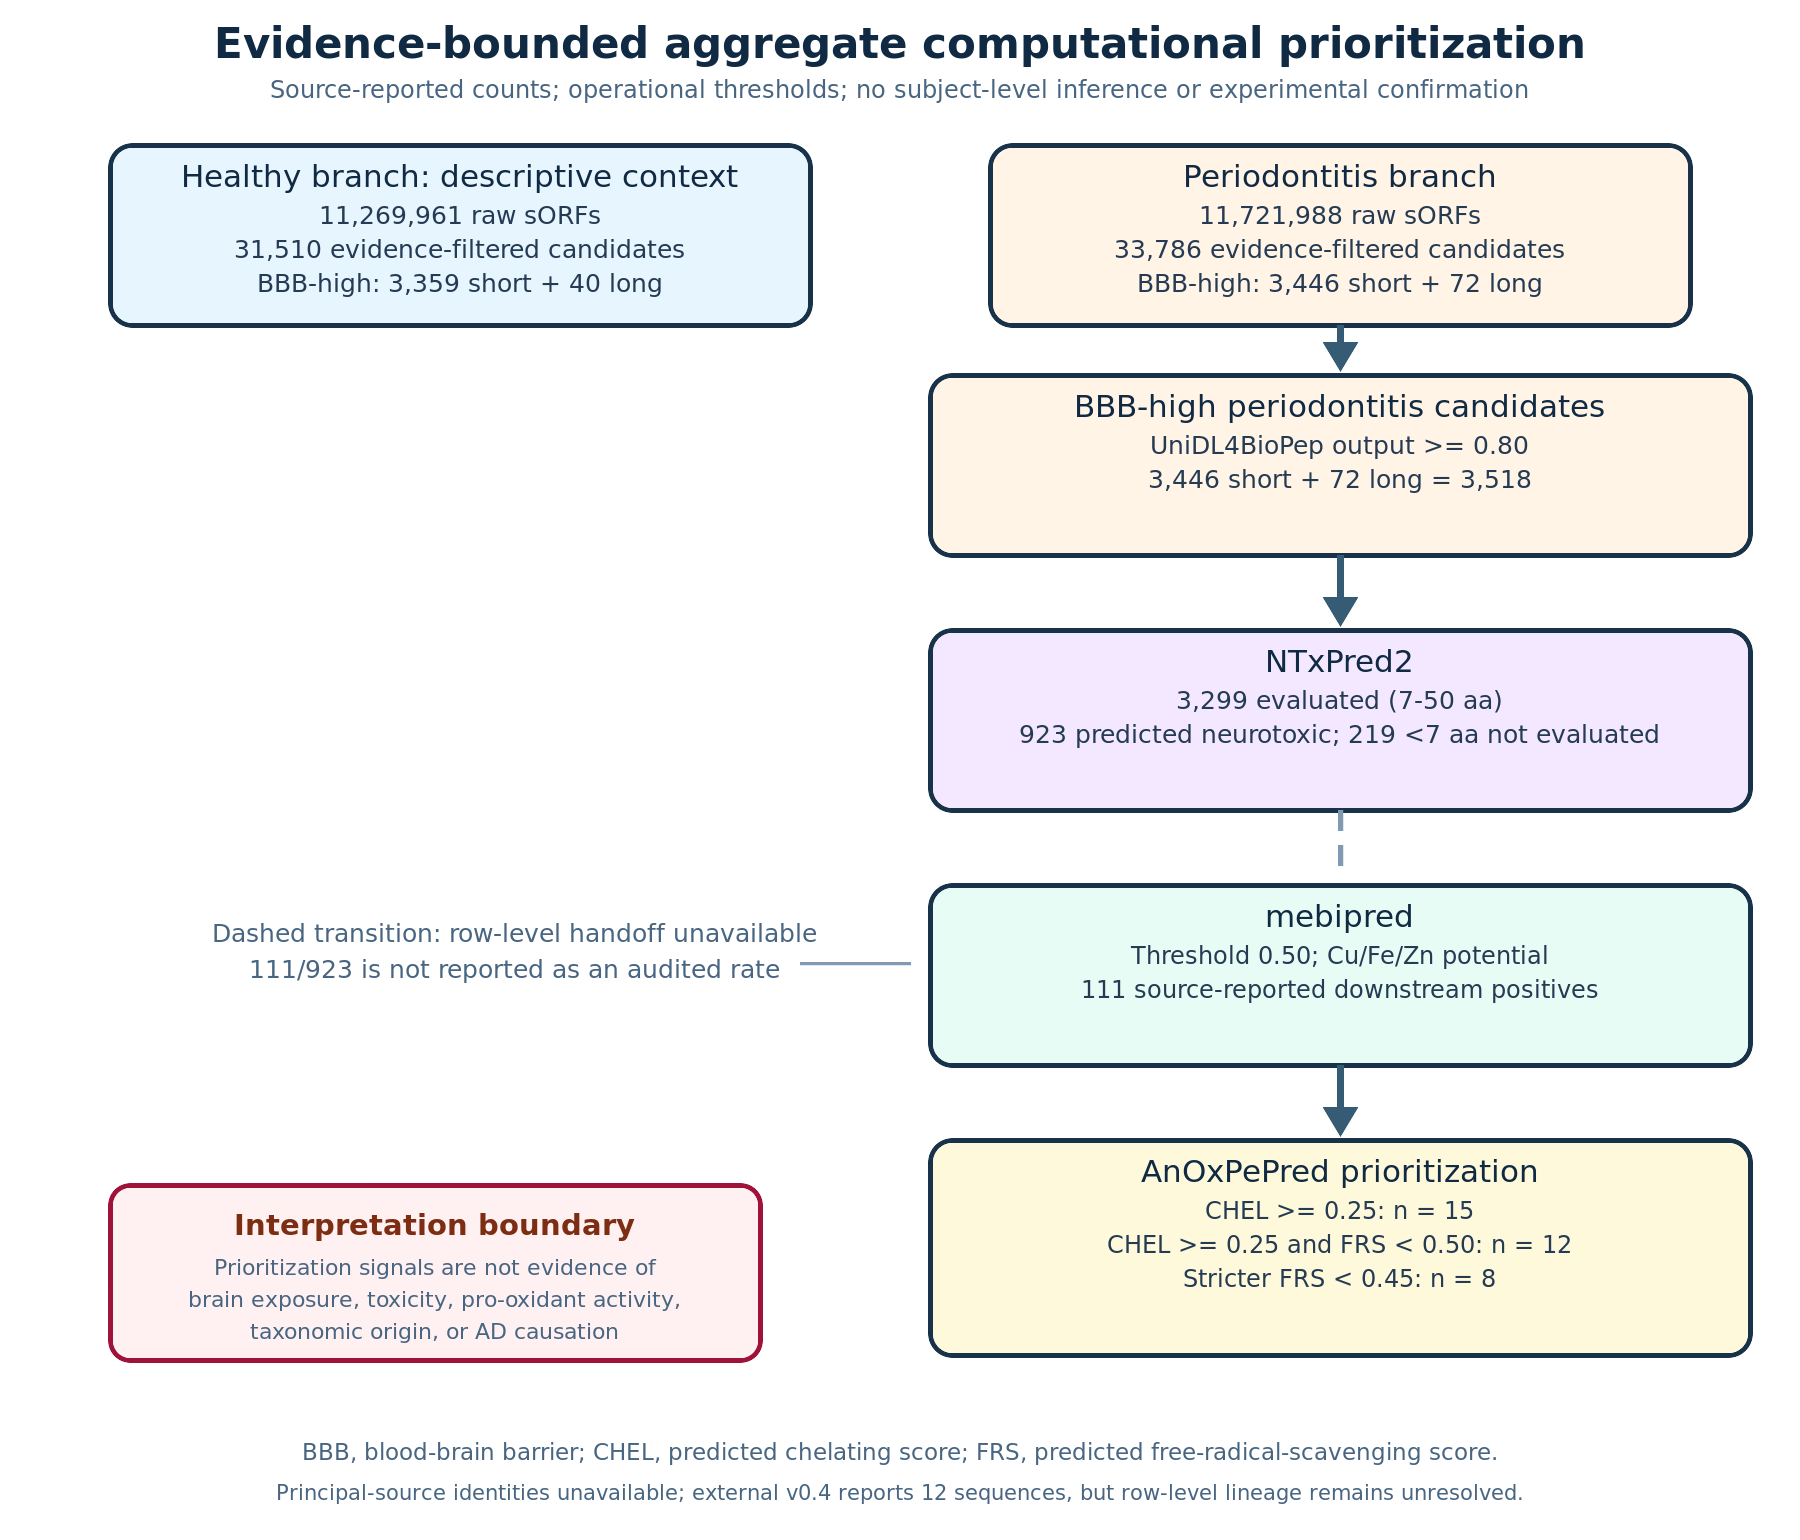 Evidence-bounded aggregate computational prioritization
Source-reported counts; operational thresholds; no subject-level inference or experimental confirmation
Healthy branch: descriptive context
11,269,961 raw sORFs
31,510 evidence-filtered candidates
BBB-high: 3,359 short + 40 long
Periodontitis branch
11,721,988 raw sORFs
33,786 evidence-filtered candidates
BBB-high: 3,446 short + 72 long
BBB-high periodontitis candidates
UniDL4BioPep output >= 0.80
3,446 short + 72 long = 3,518
NTxPred2
3,299 evaluated (7-50 aa)
923 predicted neurotoxic; 219 <7 aa not evaluated
Dashed transition: row-level handoff unavailable
111/923 is not reported as an audited rate
mebipred
Threshold 0.50; Cu/Fe/Zn potential
111 source-reported downstream positives
AnOxPePred prioritization
CHEL >= 0.25: n = 15
CHEL >= 0.25 and FRS < 0.50: n = 12
Stricter FRS < 0.45: n = 8
Interpretation boundary
Prioritization signals are not evidence of
brain exposure, toxicity, pro-oxidant activity,
taxonomic origin, or AD causation
BBB, blood-brain barrier; CHEL, predicted chelating score; FRS, predicted free-radical-scavenging score.
Principal-source identities unavailable; external v0.4 reports 12 sequences, but row-level lineage remains unresolved.